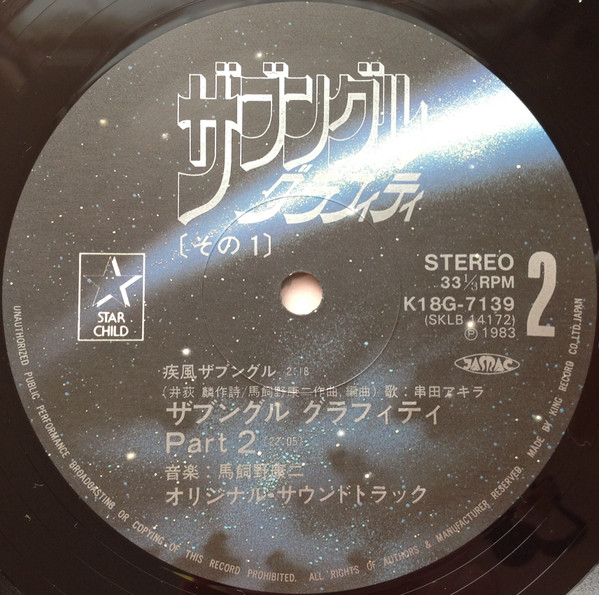 ザブングル
グラフィティ
〔その1〕
STAR
CHILD
STEREO
33 1/3 RPM
K18G-7139
(SKLB 14172)
Ⓟ1983
2
JASRAC
疾風ザブングル 2:18
(井荻 麟作詩/馬飼野康二作曲,編曲) 歌:串田アキラ
ザブングル グラフィティ
Part 2 (22:05)
音楽:馬飼野康二
オリジナル・サウンドトラック
UNAUTHORIZED PUBLIC PERFORMANCE BROADCASTING OR COPYING OF THIS RECORD PROHIBITED. ALL RIGHTS OF AUTHORS & MANUFACTURER RESERVED. MADE BY KING RECORD CO.,LTD.JAPAN